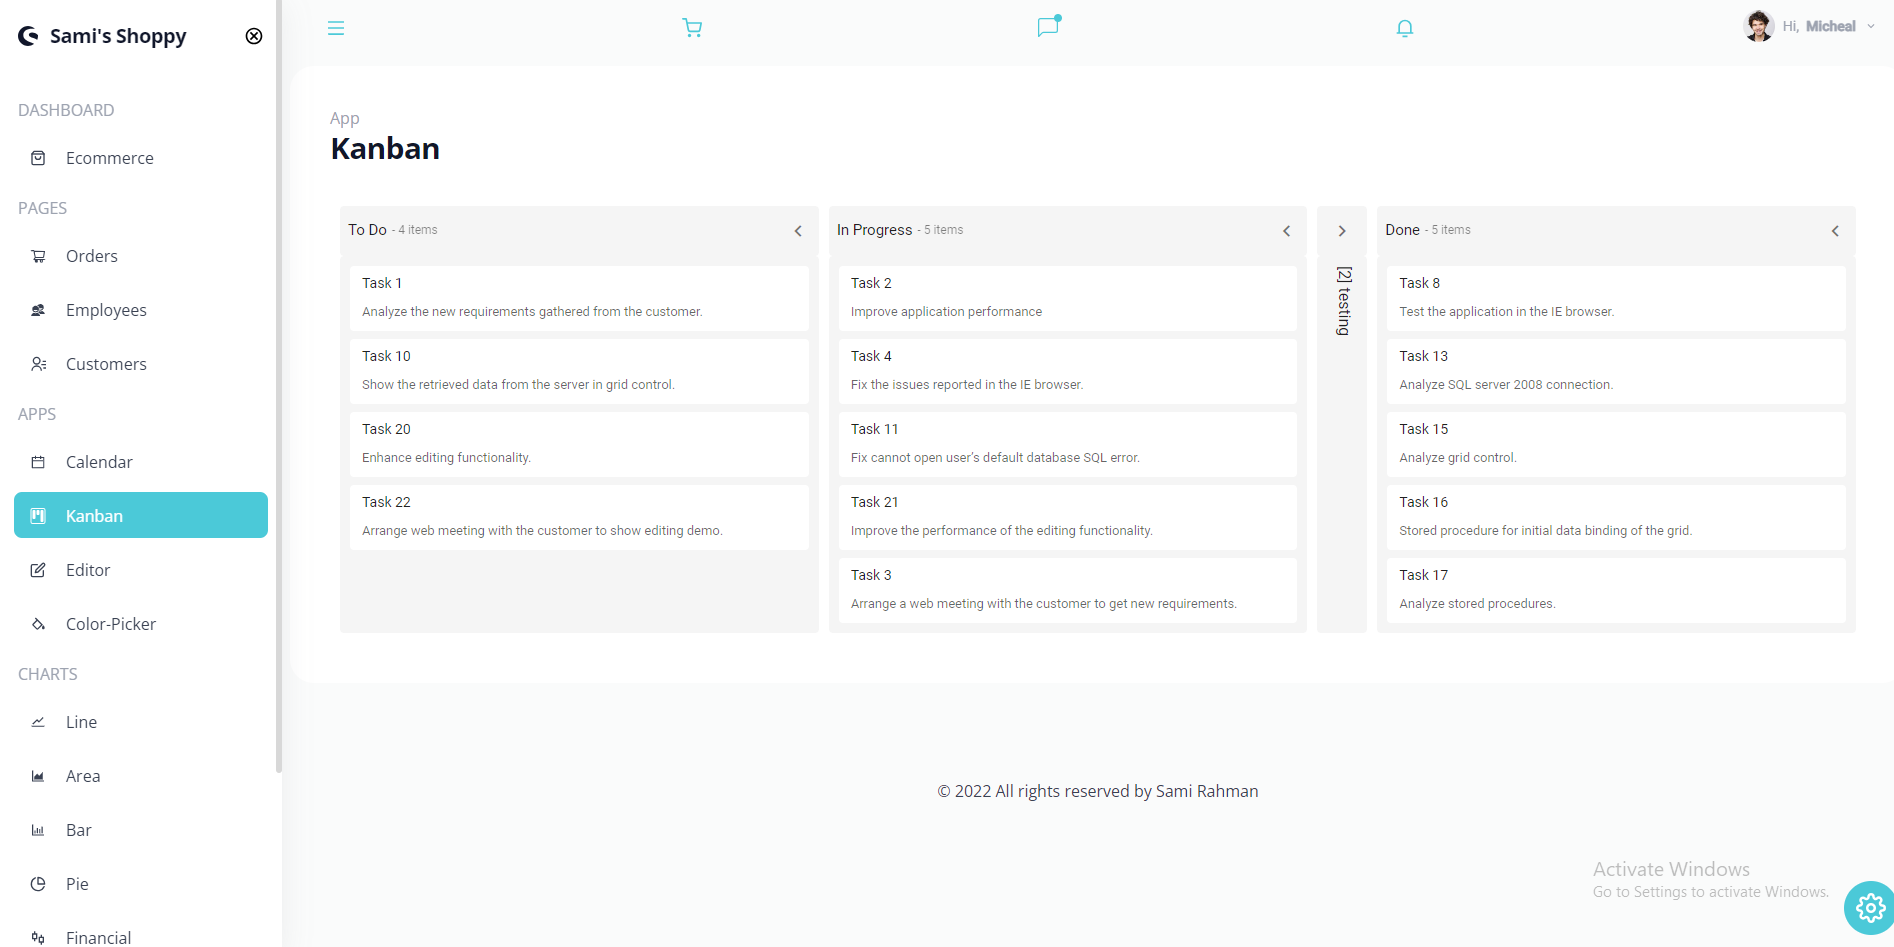 Sami's Shoppy
DASHBOARD
Ecommerce
PAGES
Orders
Employees
Customers
APPS
Calendar
Kanban
Editor
Color-Picker
CHARTS
Line
Area
Bar
Pie
Financial
Hi, Micheal
App
Kanban
To Do - 4 items
Task 1
Analyze the new requirements gathered from the customer.
Task 10
Show the retrieved data from the server in grid control.
Task 20
Enhance editing functionality.
Task 22
Arrange web meeting with the customer to show editing demo.
In Progress - 5 items
Task 2
Improve application performance
Task 4
Fix the issues reported in the IE browser.
Task 11
Fix cannot open user's default database SQL error.
Task 21
Improve the performance of the editing functionality.
Task 3
Arrange a web meeting with the customer to get new requirements.
[2] testing
Done - 5 items
Task 8
Test the application in the IE browser.
Task 13
Analyze SQL server 2008 connection.
Task 15
Analyze grid control.
Task 16
Stored procedure for initial data binding of the grid.
Task 17
Analyze stored procedures.
© 2022 All rights reserved by Sami Rahman
Activate Windows
Go to Settings to activate Windows.